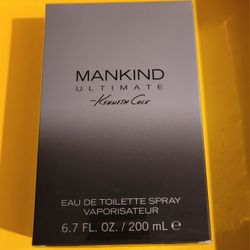 MANKIND
ULTIMATE
-KENNETH COLE
EAU DE TOILETTE SPRAY
VAPORISATEUR
6.7 FL. OZ. / 200 mL ℮